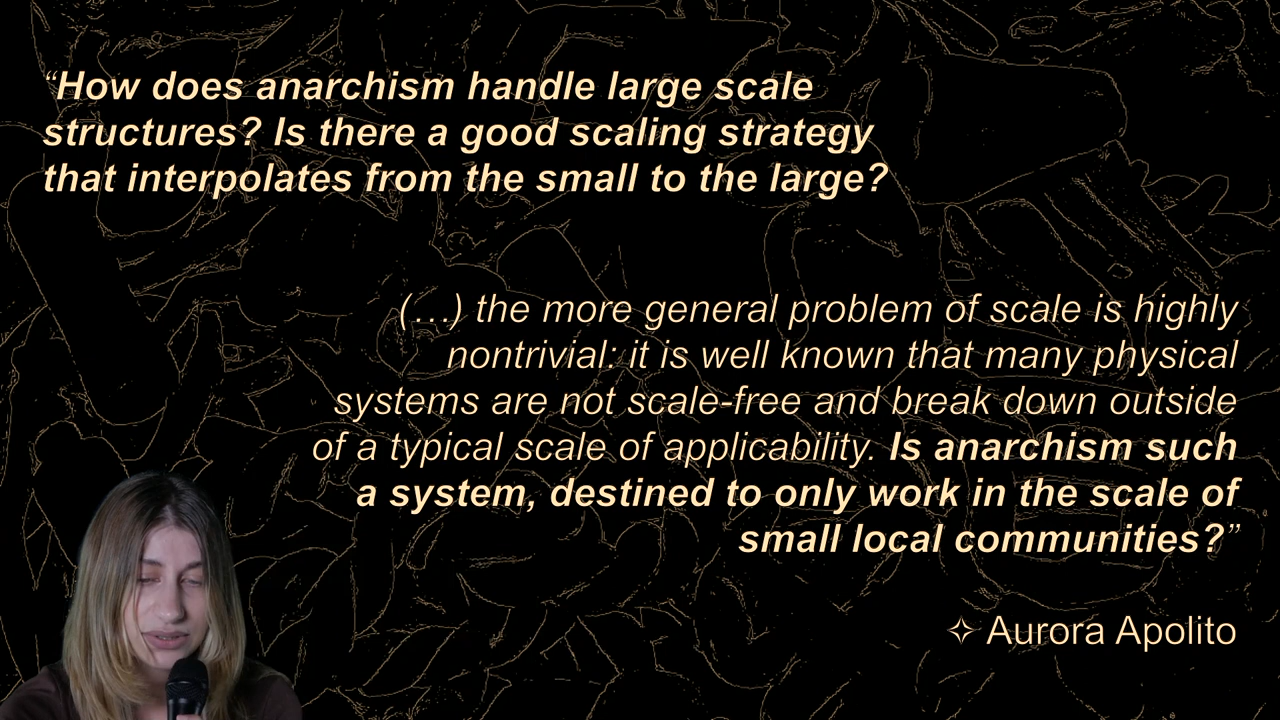 “How does anarchism handle large scale
structures? Is there a good scaling strategy
that interpolates from the small to the large?
(…) the more general problem of scale is highly
nontrivial: it is well known that many physical
systems are not scale-free and break down outside
of a typical scale of applicability. Is anarchism such
a system, destined to only work in the scale of
small local communities?”
✧ Aurora Apolito